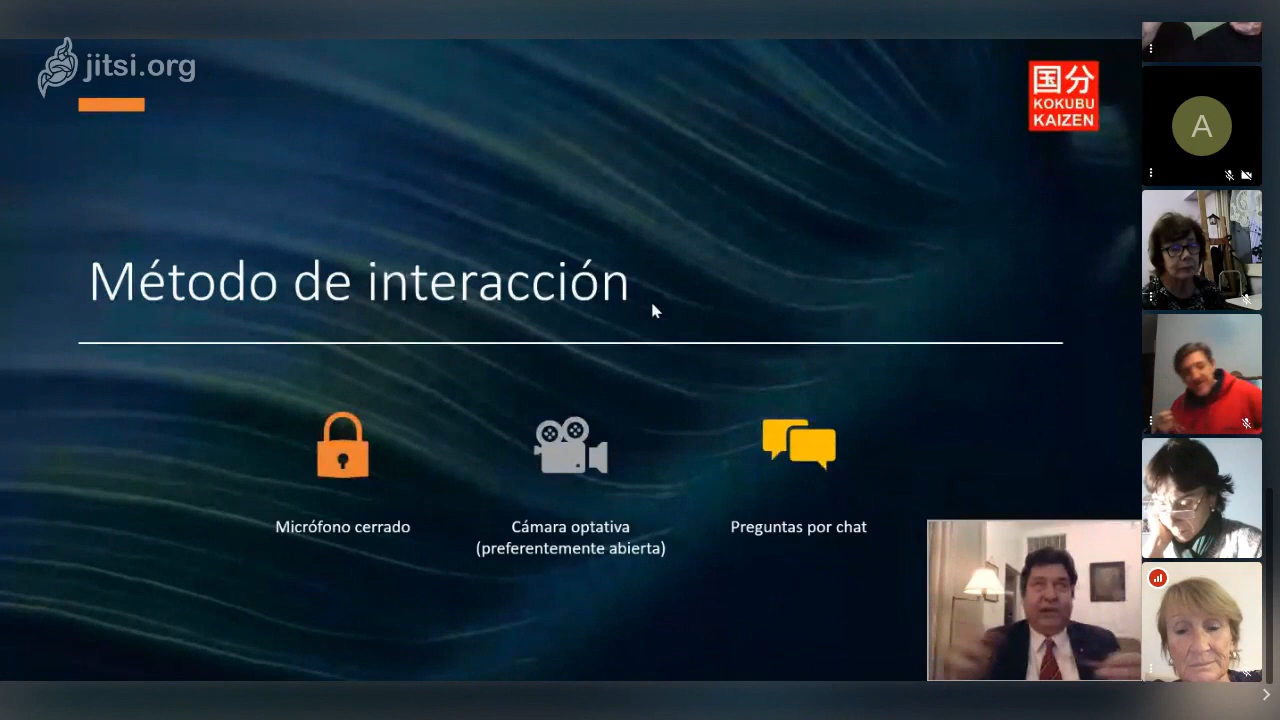 jitsi.org
国分
KOKUBU
KAIZEN
A
Método de interacción
Micrófono cerrado
Cámara optativa
(preferentemente abierta)
Preguntas por chat